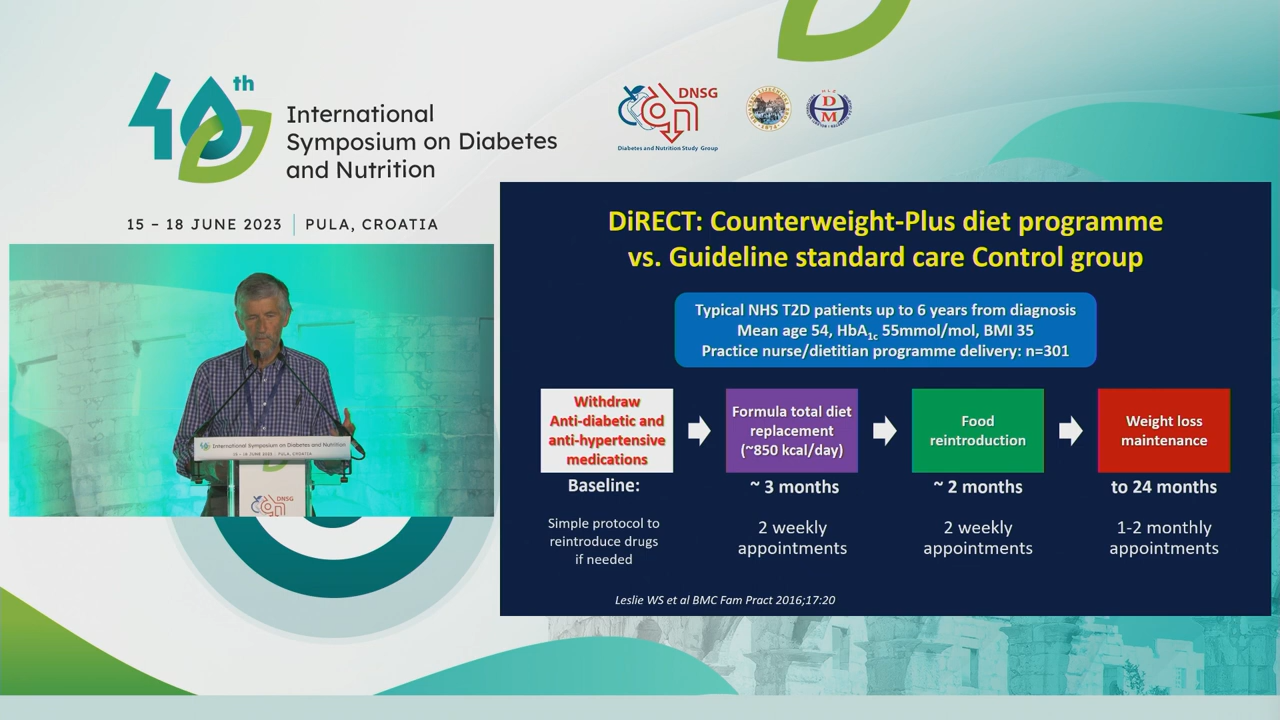 40th
International
Symposium on Diabetes
and Nutrition
15 – 18 JUNE 2023 | PULA, CROATIA
DNSG
Diabetes and Nutrition Study Group
DM
International Symposium on Diabetes and Nutrition
15 – 18 JUNE 2023 | PULA, CROATIA
DNSG
DiRECT: Counterweight-Plus diet programme
vs. Guideline standard care Control group
Typical NHS T2D patients up to 6 years from diagnosis
Mean age 54, HbA1c 55mmol/mol, BMI 35
Practice nurse/dietitian programme delivery: n=301
Withdraw
Anti-diabetic and
anti-hypertensive
medications
Baseline:
Simple protocol to
reintroduce drugs
if needed
Formula total diet
replacement
(~850 kcal/day)
~ 3 months
2 weekly
appointments
Food
reintroduction
~ 2 months
2 weekly
appointments
Weight loss
maintenance
to 24 months
1-2 monthly
appointments
Leslie WS et al BMC Fam Pract 2016;17:20